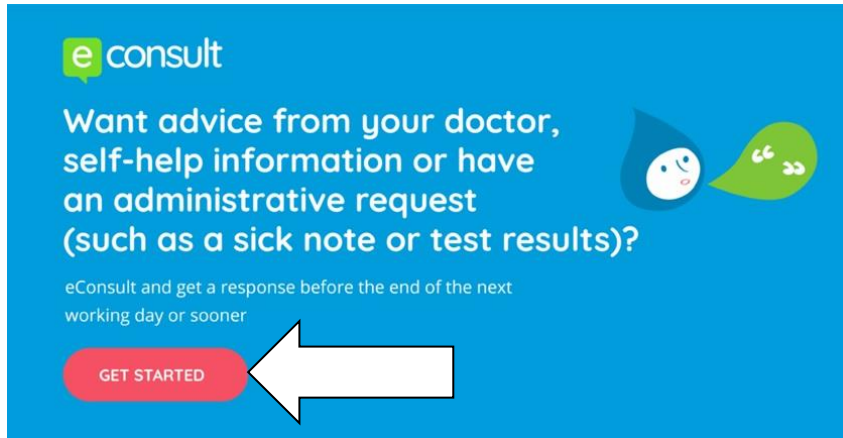 e consult
Want advice from your doctor,
self-help information or have
an administrative request
(such as a sick note or test results)?
eConsult and get a response before the end of the next
working day or sooner
GET STARTED
“ ”